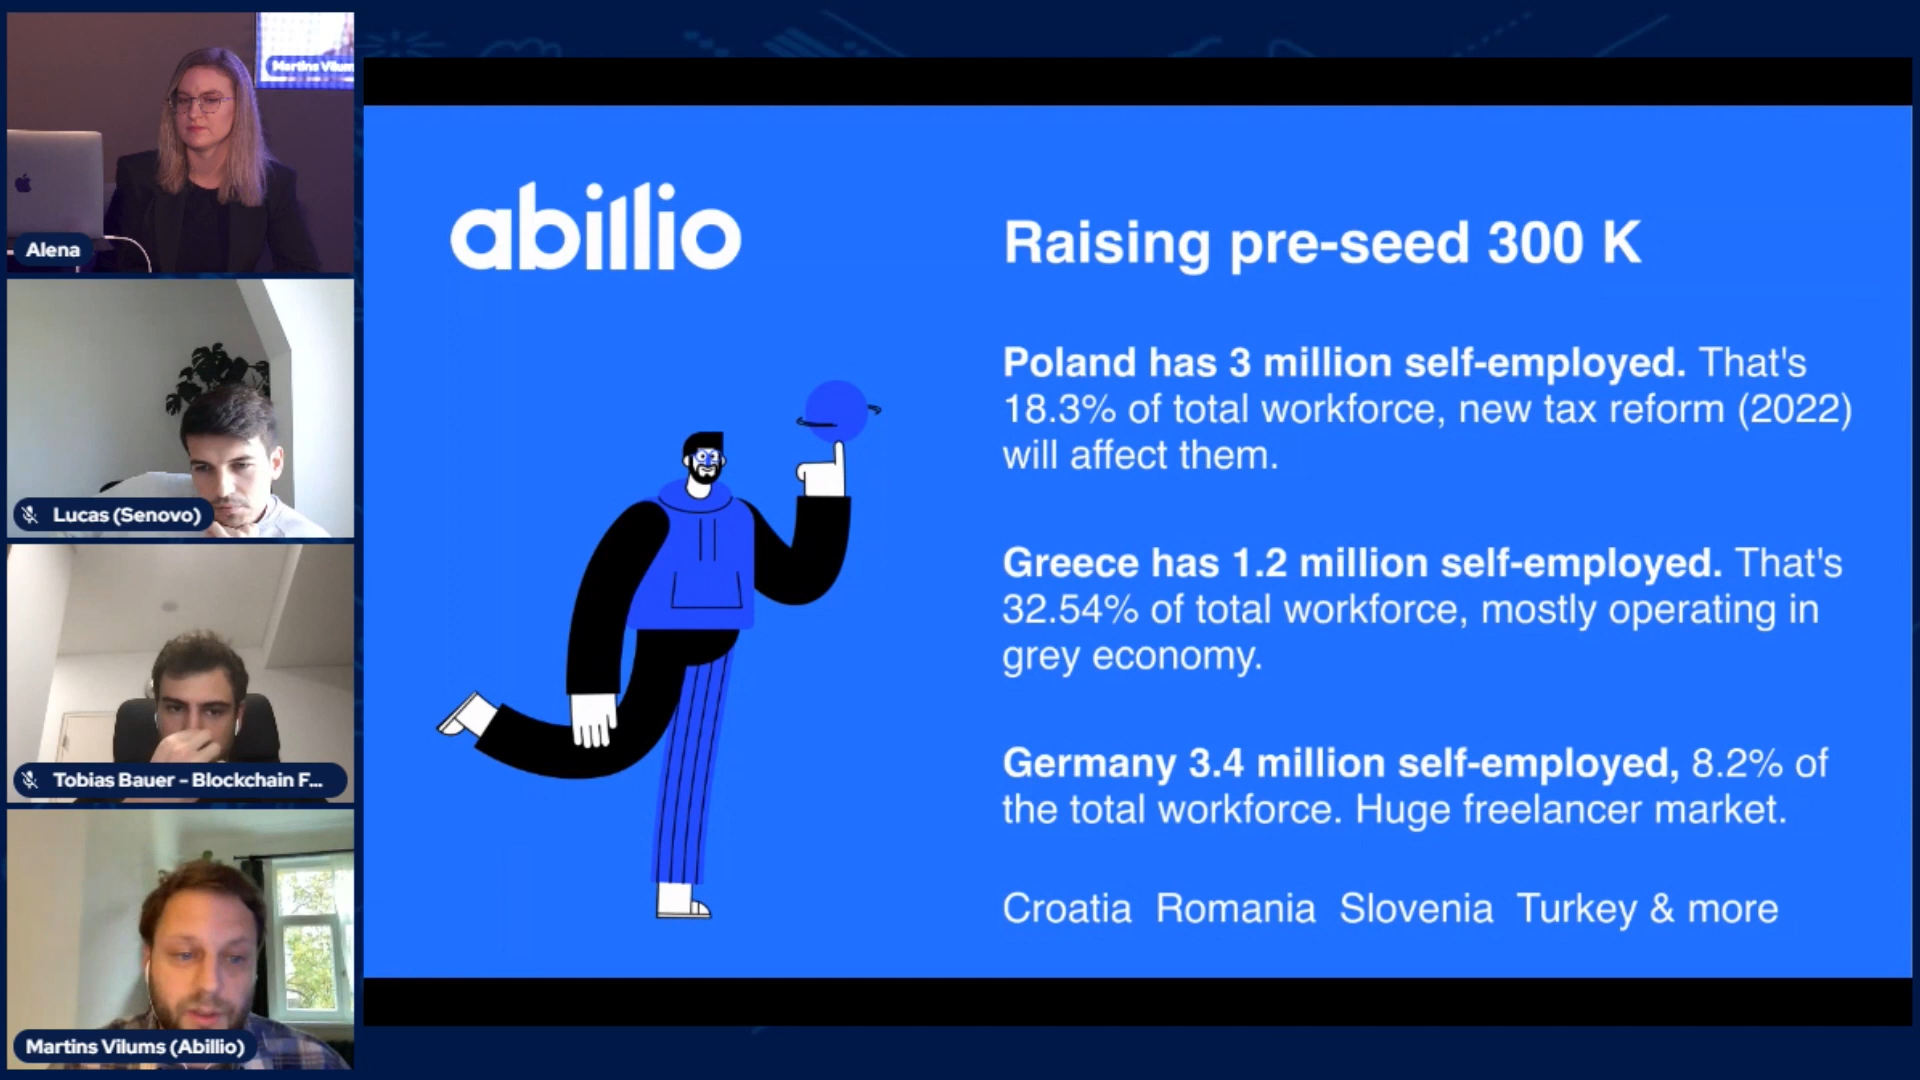 Martins Vilum
Alena
Lucas (Senovo)
Tobias Bauer - Blockchain F...
Martins Vilums (Abillio)
abillio
Raising pre-seed 300 K
Poland has 3 million self-employed. That's
18.3% of total workforce, new tax reform (2022)
will affect them.
Greece has 1.2 million self-employed. That's
32.54% of total workforce, mostly operating in
grey economy.
Germany 3.4 million self-employed, 8.2% of
the total workforce. Huge freelancer market.
Croatia Romania Slovenia Turkey & more